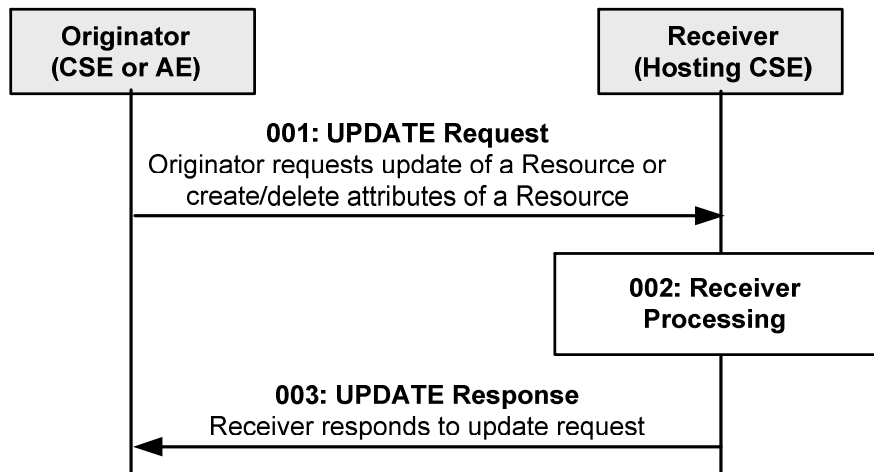 Originator
(CSE or AE)
Receiver
(Hosting CSE)
001: UPDATE Request
Originator requests update of a Resource or
create/delete attributes of a Resource
002: Receiver
Processing
003: UPDATE Response
Receiver responds to update request